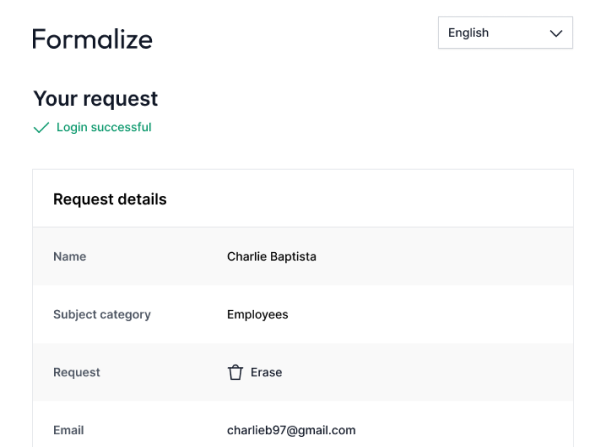 Formalize
English
Your request
Login successful
Request details
Name Charlie Baptista
Subject category Employees
Request Erase
Email charlieb97@gmail.com